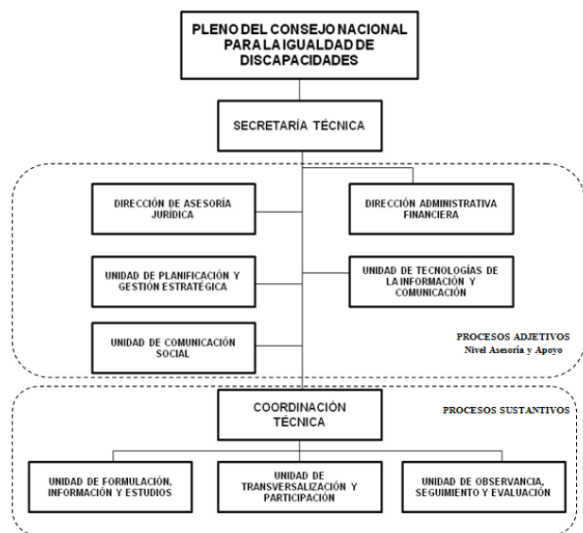 PLENO DEL CONSEJO NACIONAL
PARA LA IGUALDAD DE
DISCAPACIDADES
SECRETARÍA TÉCNICA
DIRECCIÓN DE ASESORÍA
JURÍDICA
DIRECCIÓN ADMINISTRATIVA
FINANCIERA
UNIDAD DE PLANIFICACIÓN Y
GESTIÓN ESTRATÉGICA
UNIDAD DE TECNOLOGÍAS DE
LA INFORMACIÓN Y
COMUNICACIÓN
UNIDAD DE COMUNICACIÓN
SOCIAL
PROCESOS ADJETIVOS
Nivel Asesoría y Apoyo
COORDINACIÓN
TÉCNICA
PROCESOS SUSTANTIVOS
UNIDAD DE FORMULACIÓN,
INFORMACIÓN Y ESTUDIOS
UNIDAD DE
TRANSVERSALIZACIÓN Y
PARTICIPACIÓN
UNIDAD DE OBSERVANCIA,
SEGUIMIENTO Y EVALUACIÓN